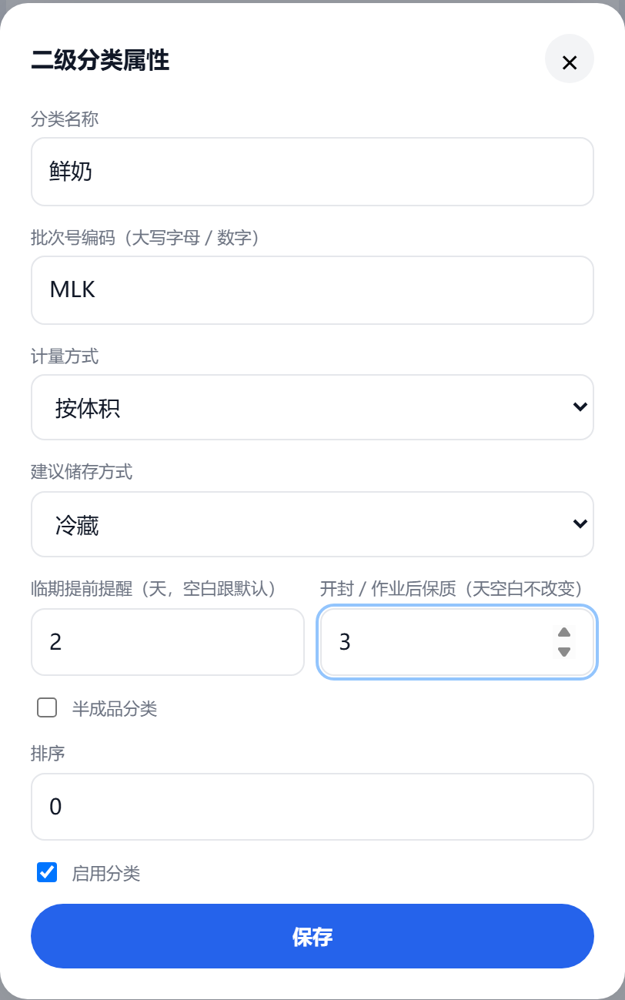 二级分类属性
分类名称
鲜奶
批次号编码（大写字母 / 数字）
MLK
计量方式
按体积
建议储存方式
冷藏
临期提前提醒（天，空白跟默认）
开封 / 作业后保质（天空白不改变）
2
3
半成品分类
排序
0
启用分类
保存